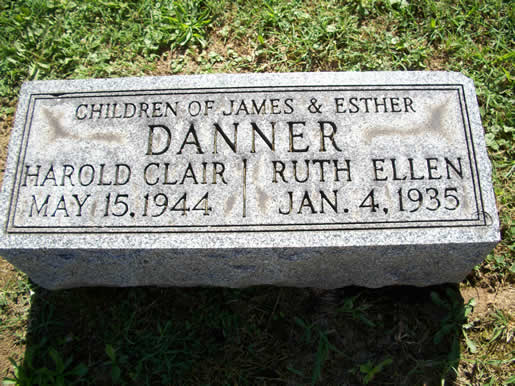 CHILDREN OF JAMES & ESTHER
DANNER
HAROLD CLAIR
MAY 15, 1944
RUTH ELLEN
JAN. 4, 1935